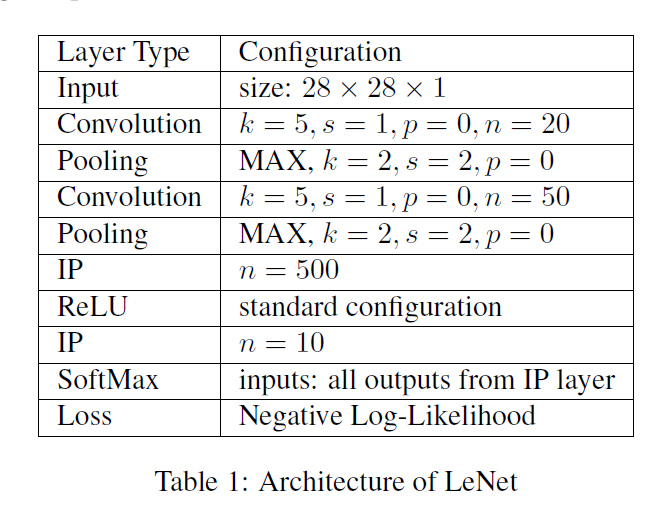 Layer Type Configuration
Input size: 28 × 28 × 1
Convolution k = 5, s = 1, p = 0, n = 20
Pooling MAX, k = 2, s = 2, p = 0
Convolution k = 5, s = 1, p = 0, n = 50
Pooling MAX, k = 2, s = 2, p = 0
IP n = 500
ReLU standard configuration
IP n = 10
SoftMax inputs: all outputs from IP layer
Loss Negative Log-Likelihood
Table 1: Architecture of LeNet